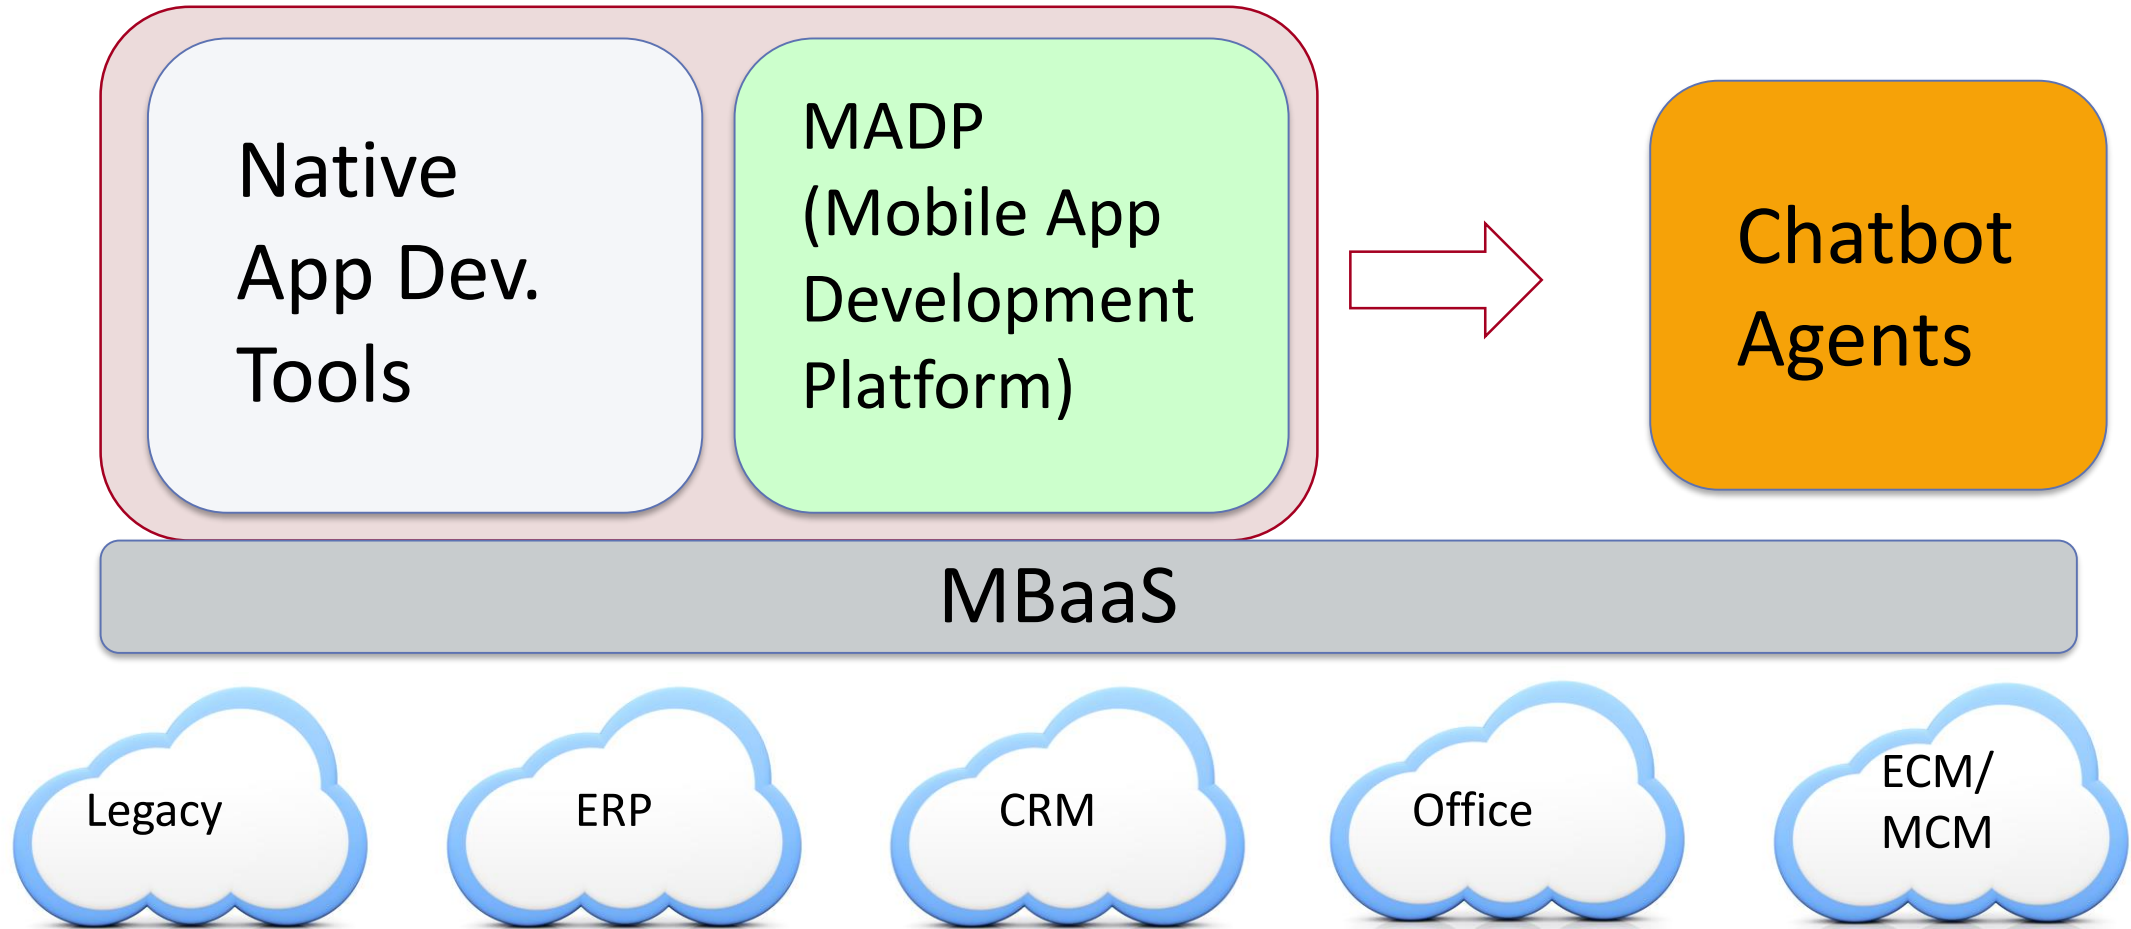 Native
App Dev.
Tools
MADP
(Mobile App
Development
Platform)
Chatbot
Agents
MBaaS
Legacy
ERP
CRM
Office
ECM/
MCM